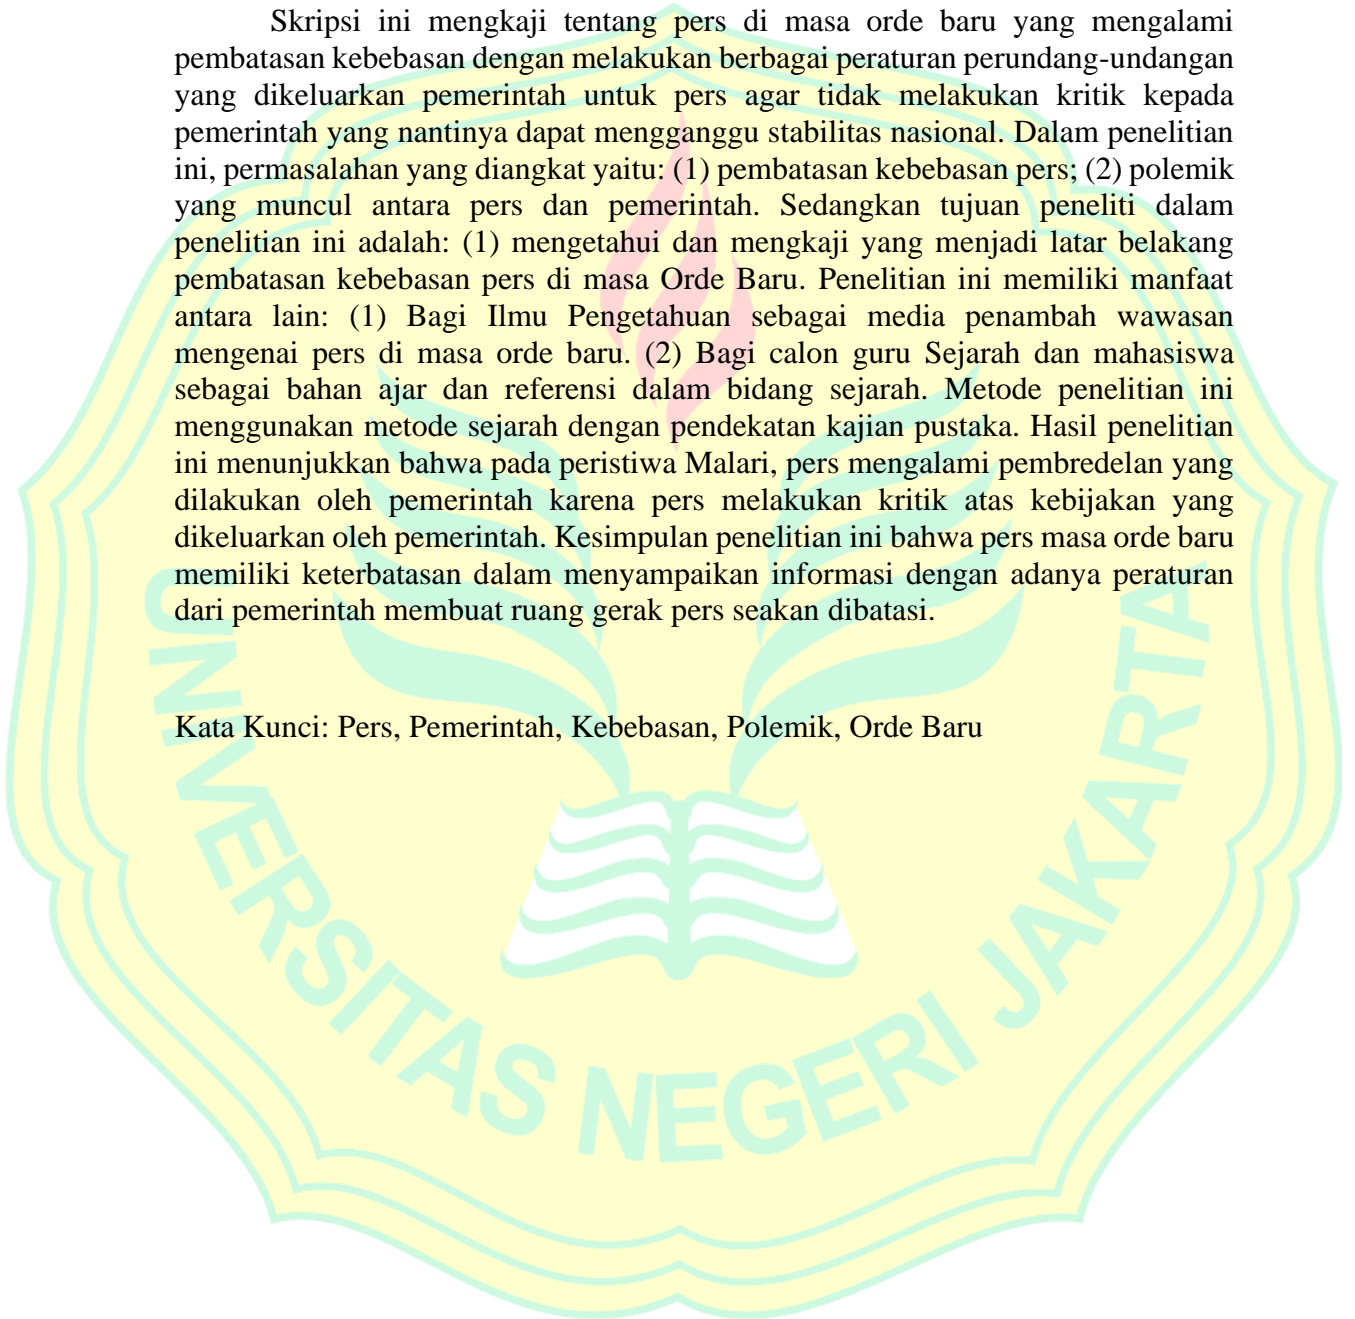 Skripsi ini mengkaji tentang pers di masa orde baru yang mengalami
pembatasan kebebasan dengan melakukan berbagai peraturan perundang-undangan
yang dikeluarkan pemerintah untuk pers agar tidak melakukan kritik kepada
pemerintah yang nantinya dapat mengganggu stabilitas nasional. Dalam penelitian
ini, permasalahan yang diangkat yaitu: (1) pembatasan kebebasan pers; (2) polemik
yang muncul antara pers dan pemerintah. Sedangkan tujuan peneliti dalam
penelitian ini adalah: (1) mengetahui dan mengkaji yang menjadi latar belakang
pembatasan kebebasan pers di masa Orde Baru. Penelitian ini memiliki manfaat
antara lain: (1) Bagi Ilmu Pengetahuan sebagai media penambah wawasan
mengenai pers di masa orde baru. (2) Bagi calon guru Sejarah dan mahasiswa
sebagai bahan ajar dan referensi dalam bidang sejarah. Metode penelitian ini
menggunakan metode sejarah dengan pendekatan kajian pustaka. Hasil penelitian
ini menunjukkan bahwa pada peristiwa Malari, pers mengalami pembredelan yang
dilakukan oleh pemerintah karena pers melakukan kritik atas kebijakan yang
dikeluarkan oleh pemerintah. Kesimpulan penelitian ini bahwa pers masa orde baru
memiliki keterbatasan dalam menyampaikan informasi dengan adanya peraturan
dari pemerintah membuat ruang gerak pers seakan dibatasi.
Kata Kunci: Pers, Pemerintah, Kebebasan, Polemik, Orde Baru
UNIVERSITAS NEGERI JAKARTA